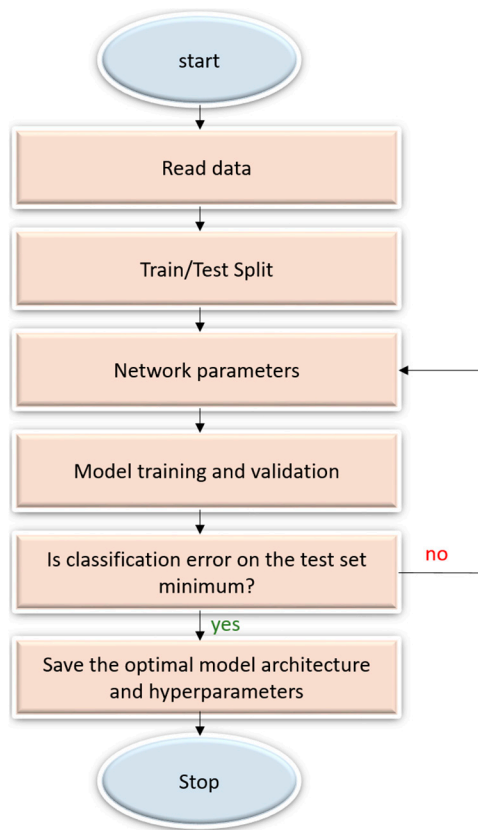 start
Read data
Train/Test Split
Network parameters
Model training and validation
Is classification error on the test set
minimum?
no
yes
Save the optimal model architecture
and hyperparameters
Stop